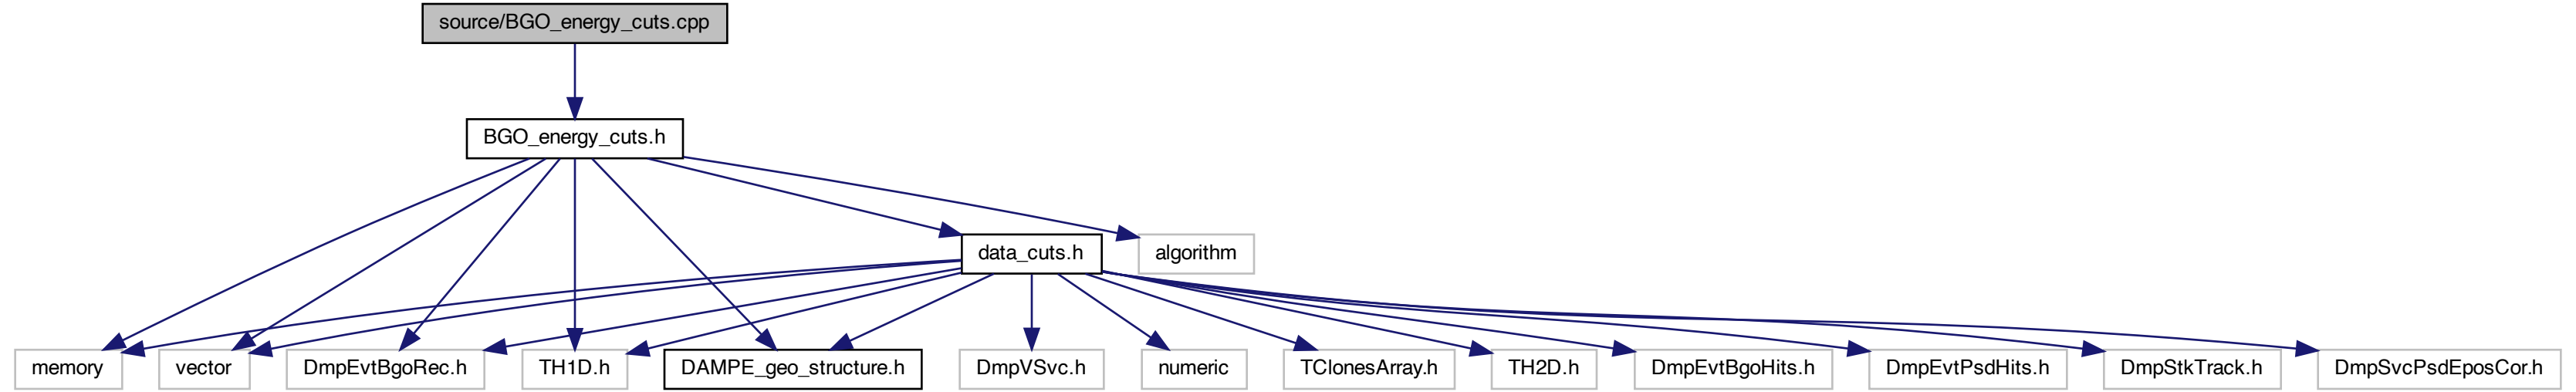 source/BGO_energy_cuts.cpp
BGO_energy_cuts.h
data_cuts.h
algorithm
memory
vector
DmpEvtBgoRec.h
TH1D.h
DAMPE_geo_structure.h
DmpVSvc.h
numeric
TClonesArray.h
TH2D.h
DmpEvtBgoHits.h
DmpEvtPsdHits.h
DmpStkTrack.h
DmpSvcPsdEposCor.h